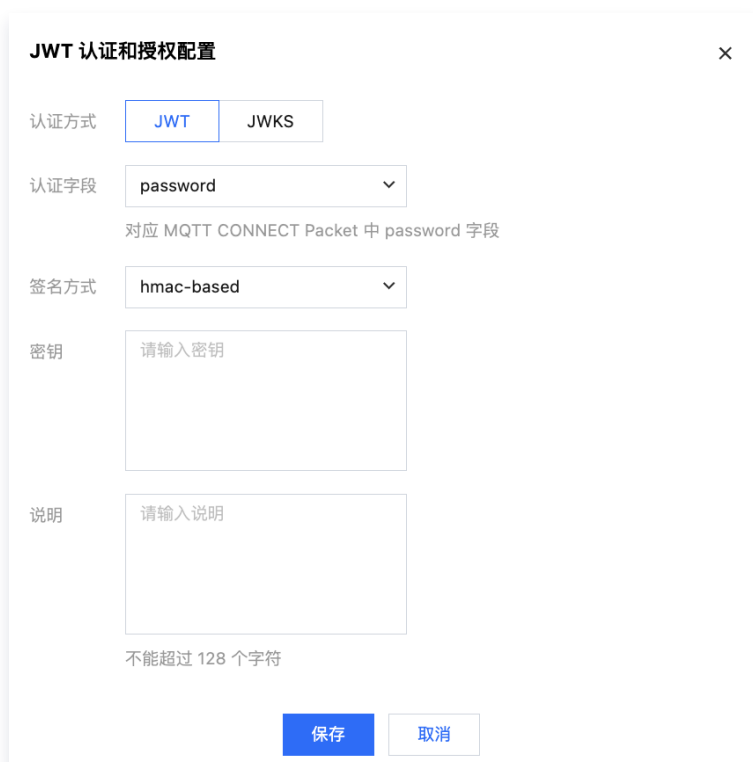 JWT 认证和授权配置
认证方式 JWT JWKS
认证字段 password
对应 MQTT CONNECT Packet 中 password 字段
签名方式 hmac-based
密钥 请输入密钥
说明 请输入说明
不能超过 128 个字符
保存 取消